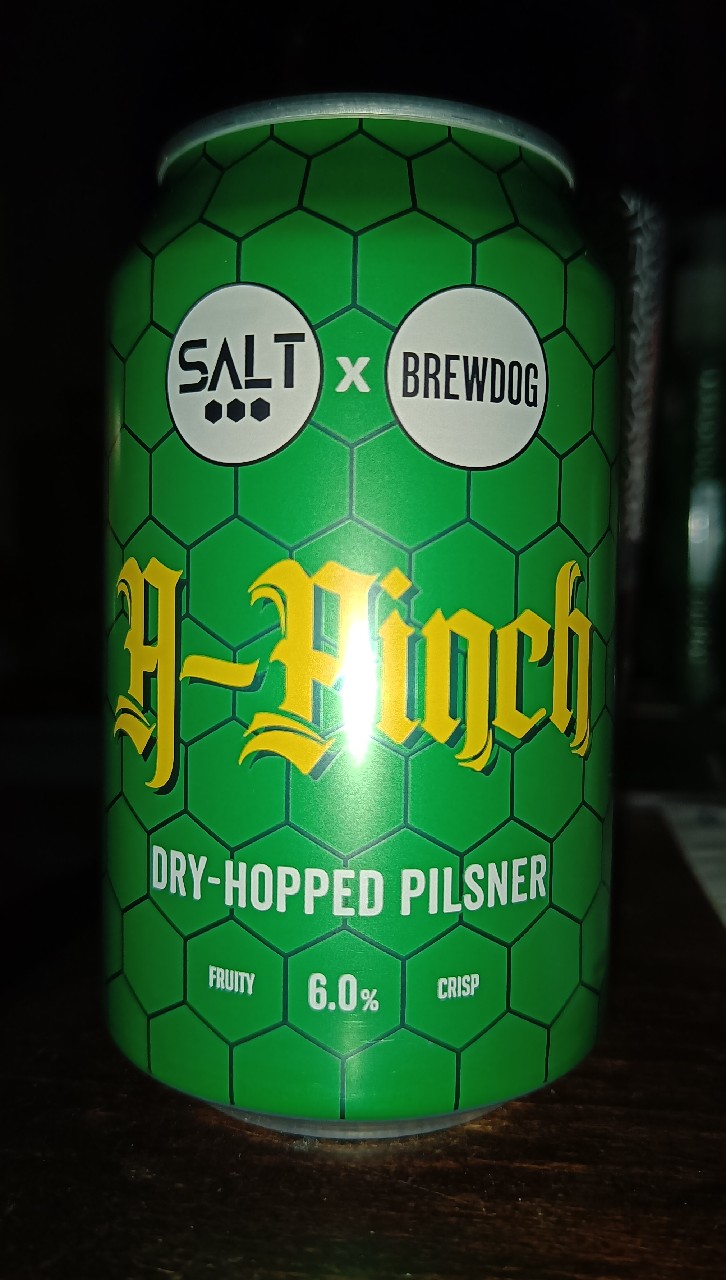 SALT x BREWDOG
A-Pinch
DRY-HOPPED PILSNER
FRUITY 6.0% CRISP